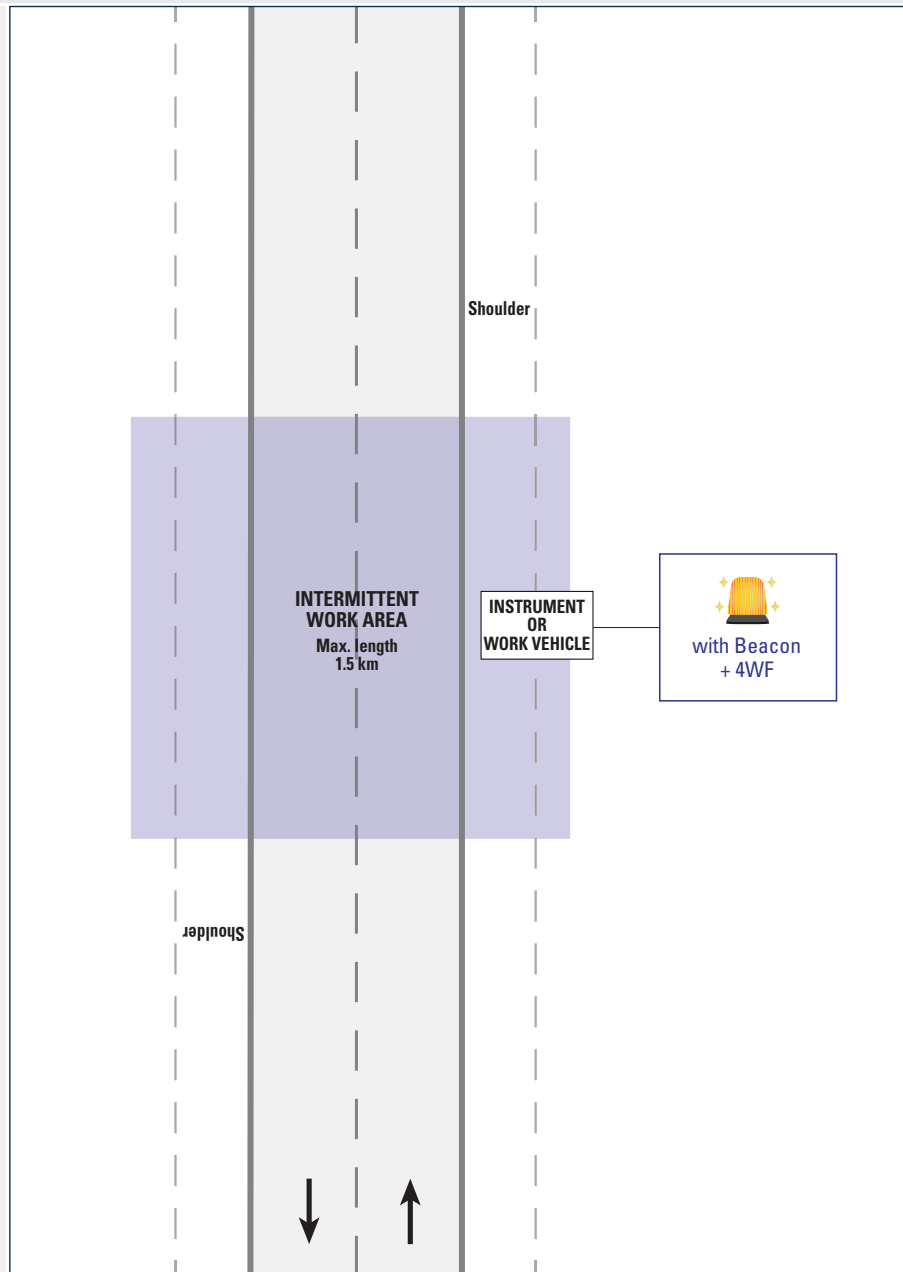 Shoulder
INTERMITTENT
WORK AREA
Max. length
1.5 km
INSTRUMENT
OR
WORK VEHICLE
with Beacon
+ 4WF
Shoulder